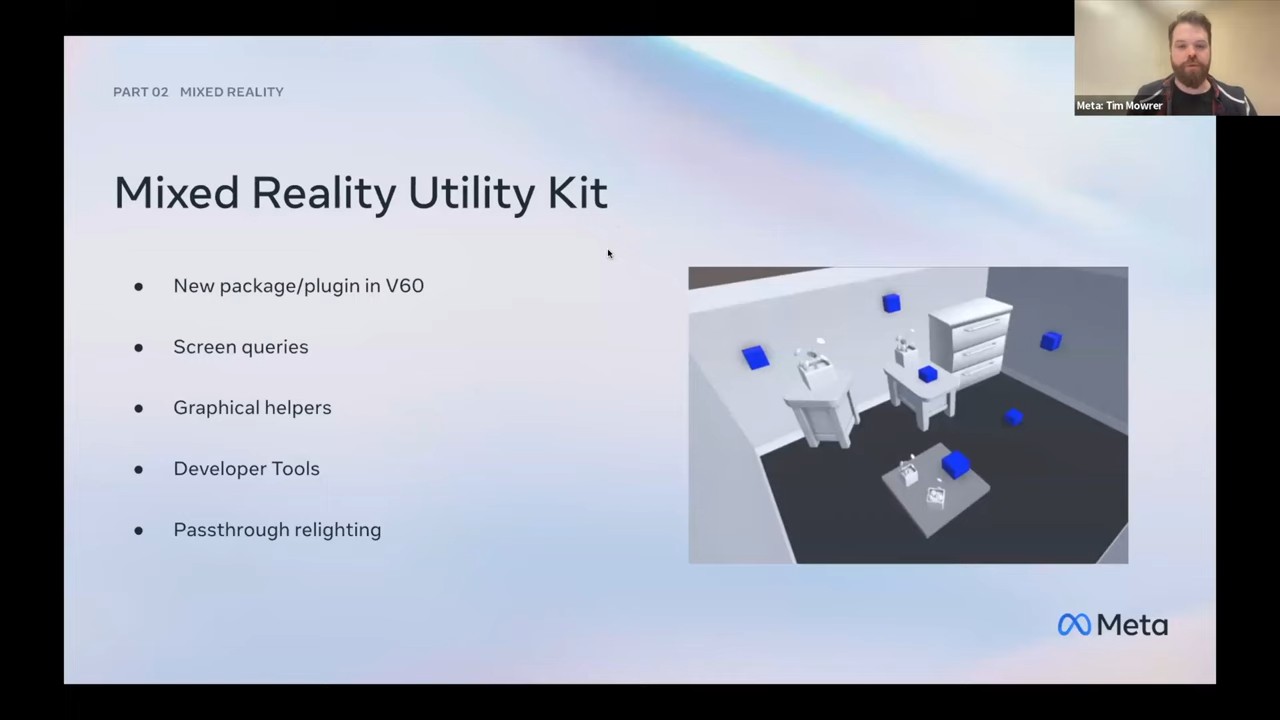 PART 02 MIXED REALITY
Meta: Tim Mowrer
Mixed Reality Utility Kit
● New package/plugin in V60
● Screen queries
● Graphical helpers
● Developer Tools
● Passthrough relighting
Meta